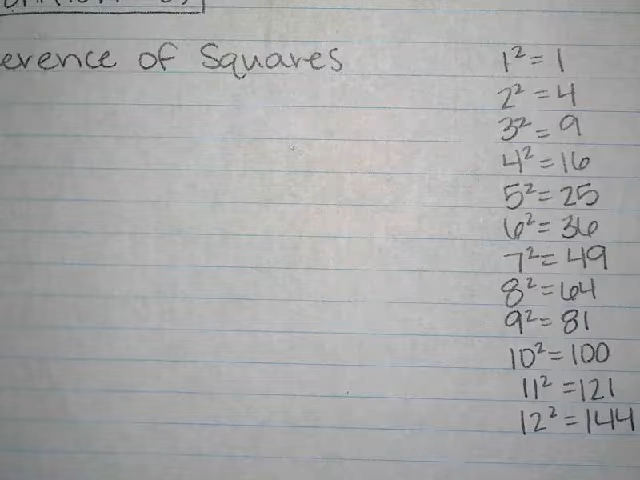 erence of Squares
1² = 1
2² = 4
3² = 9
4² = 16
5² = 25
6² = 36
7² = 49
8² = 64
9² = 81
10² = 100
11² = 121
12² = 144